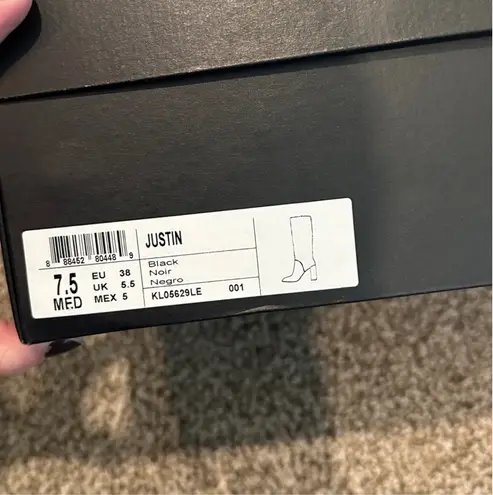 JUSTIN
8 88452 80448 9
Black
Noir
Negro
7.5 MED
EU 38
UK 5.5
MEX 5
KL05629LE 001